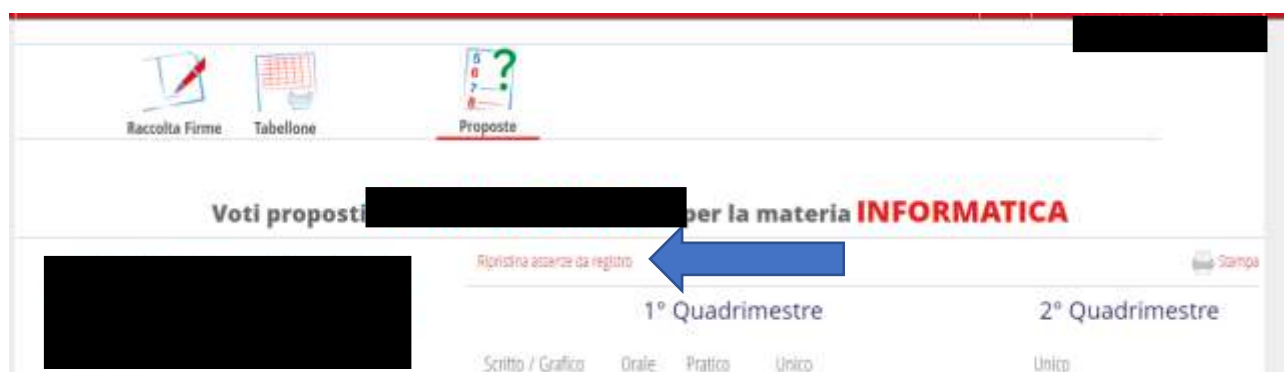 Raccolta Firme Tabellone Proposte
Voti proposti per la materia INFORMATICA
Ripristina assenze da registro Stampa
1° Quadrimestre 2° Quadrimestre
Scritto / Grafico Orale Pratico Unico Unico